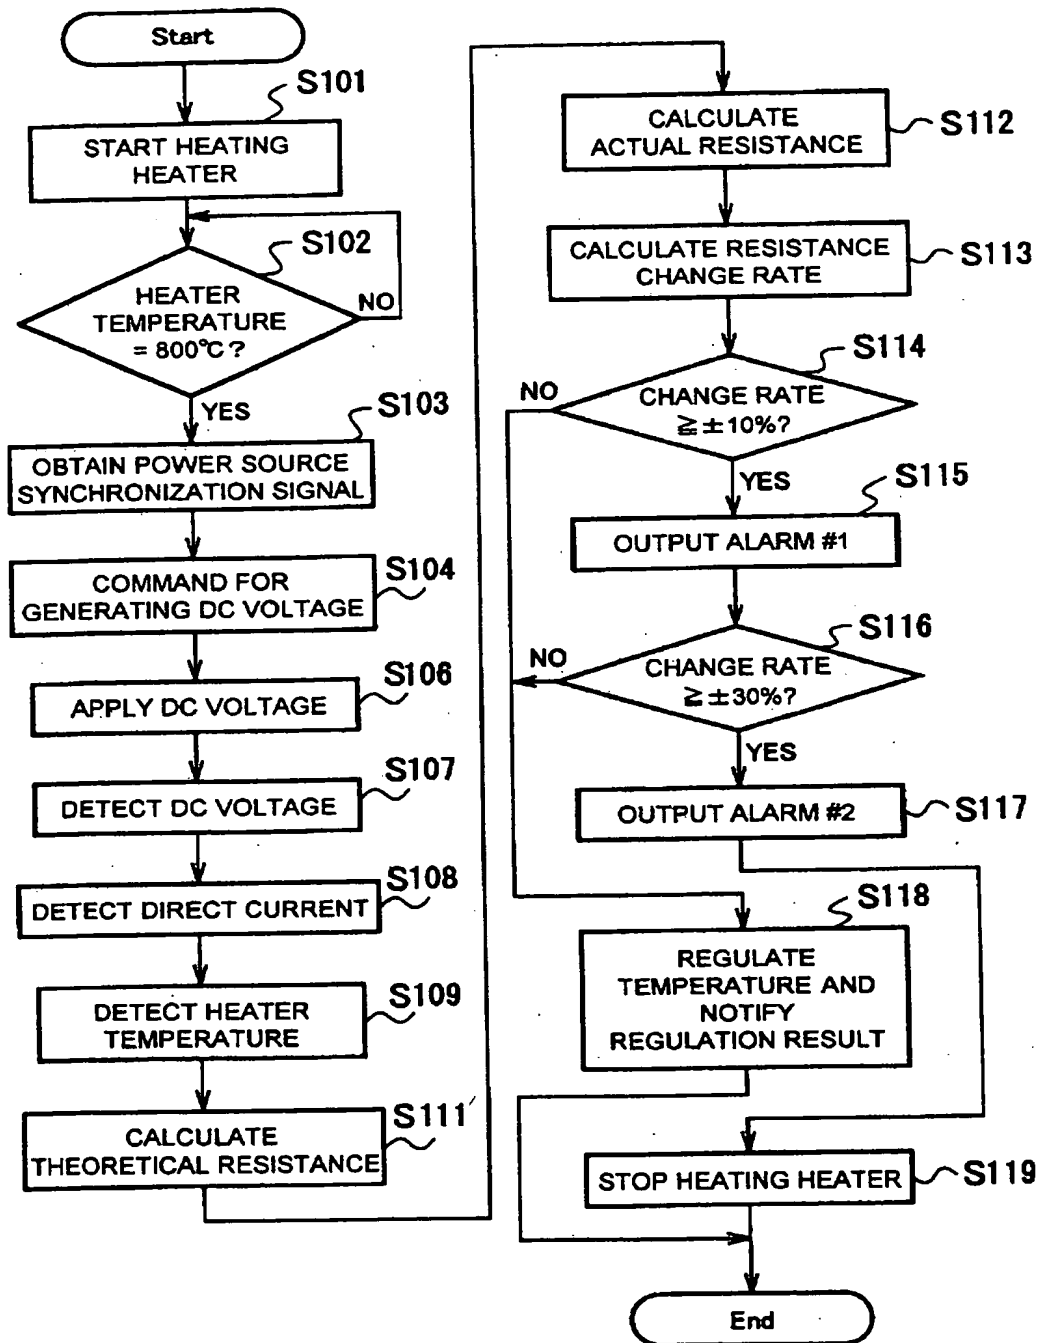 Start
S101
START HEATING
HEATER
S102
HEATER
TEMPERATURE
= 800°C?
NO
YES
S103
OBTAIN POWER SOURCE
SYNCHRONIZATION SIGNAL
S104
COMMAND FOR
GENERATING DC VOLTAGE
S106
APPLY DC VOLTAGE
S107
DETECT DC VOLTAGE
S108
DETECT DIRECT CURRENT
S109
DETECT HEATER
TEMPERATURE
S111
CALCULATE
THEORETICAL RESISTANCE
CALCULATE
ACTUAL RESISTANCE
S112
CALCULATE RESISTANCE
CHANGE RATE
S113
S114
NO
CHANGE RATE
≧±10%?
YES
S115
OUTPUT ALARM #1
S116
NO
CHANGE RATE
≧±30%?
YES
OUTPUT ALARM #2
S117
S118
REGULATE
TEMPERATURE AND
NOTIFY
REGULATION RESULT
STOP HEATING HEATER
S119
End